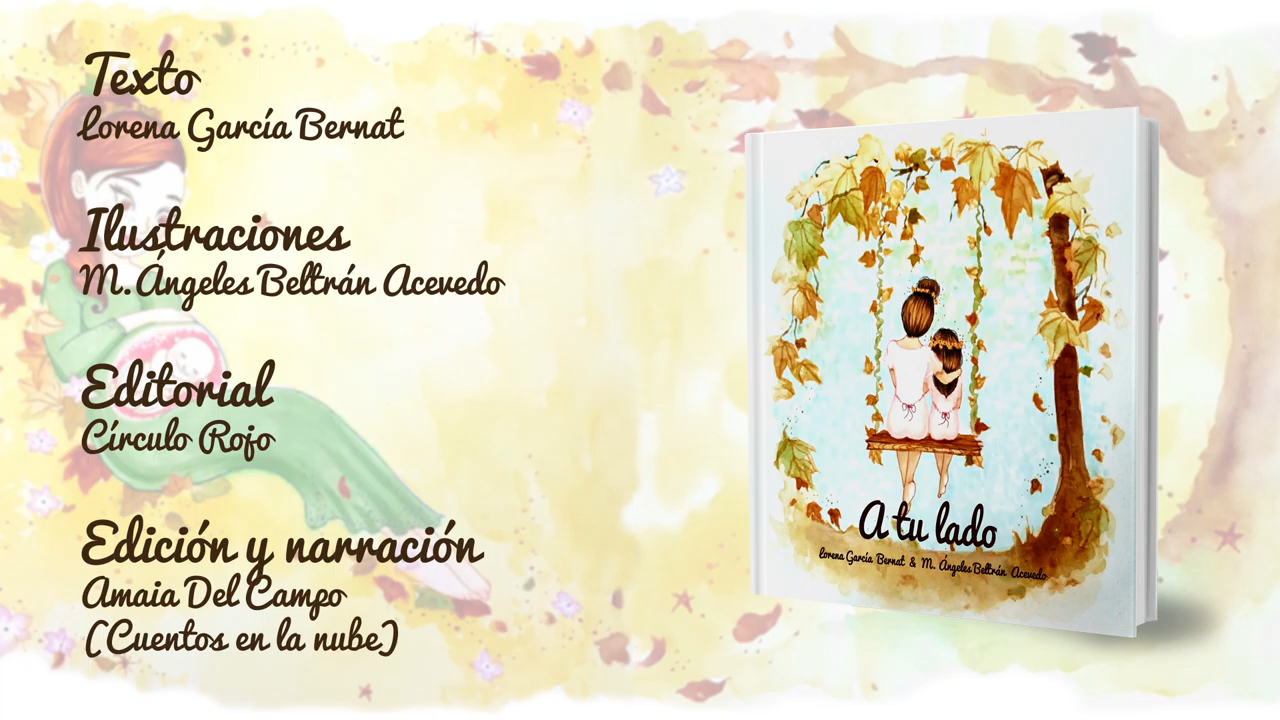 Texto
Lorena García Bernat
Ilustraciones
M. Ángeles Beltrán Acevedo
Editorial
Círculo Rojo
Edición y narración
Amaia Del Campo
(Cuentos en la nube)
A tu lado
Lorena García Bernat & M. Ángeles Beltrán Acevedo